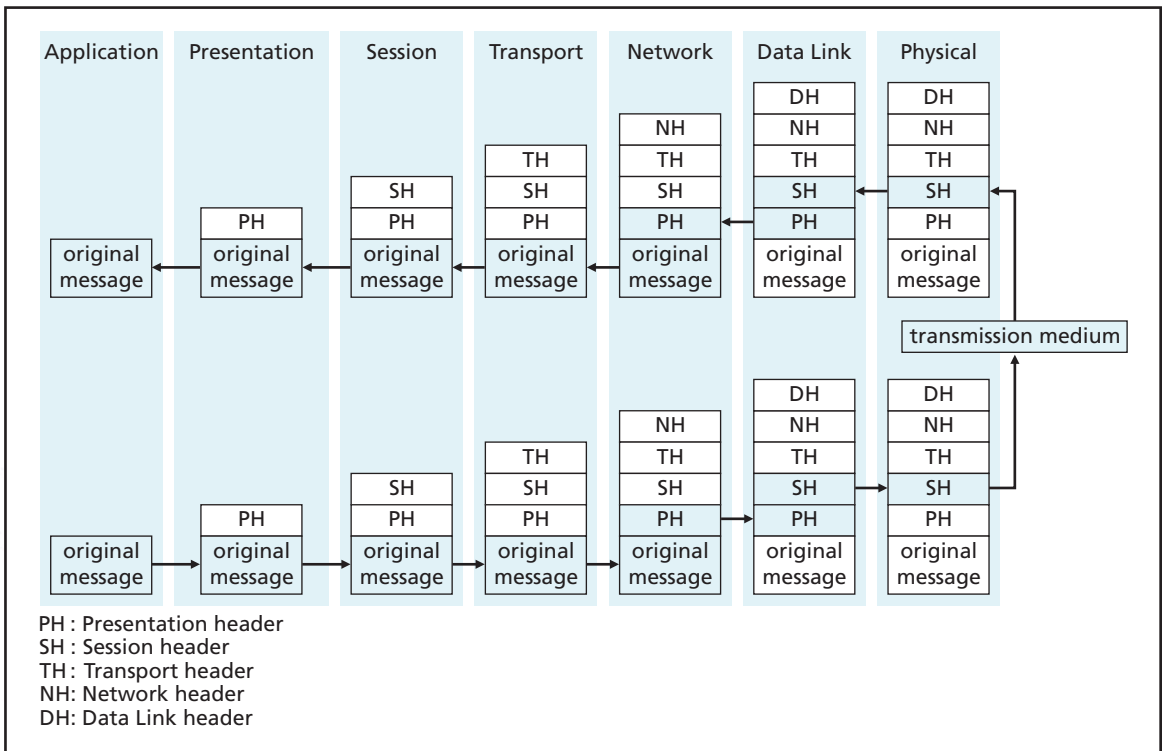 Application Presentation Session Transport Network Data Link Physical
DH DH
NH NH NH
TH TH TH TH
SH SH SH SH SH
PH PH PH PH PH PH
original original original original original original original
message message message message message message message
transmission medium
DH DH
NH NH NH
TH TH TH TH
SH SH SH SH SH
PH PH PH PH PH PH
original original original original original original original
message message message message message message message
PH : Presentation header
SH : Session header
TH : Transport header
NH: Network header
DH: Data Link header